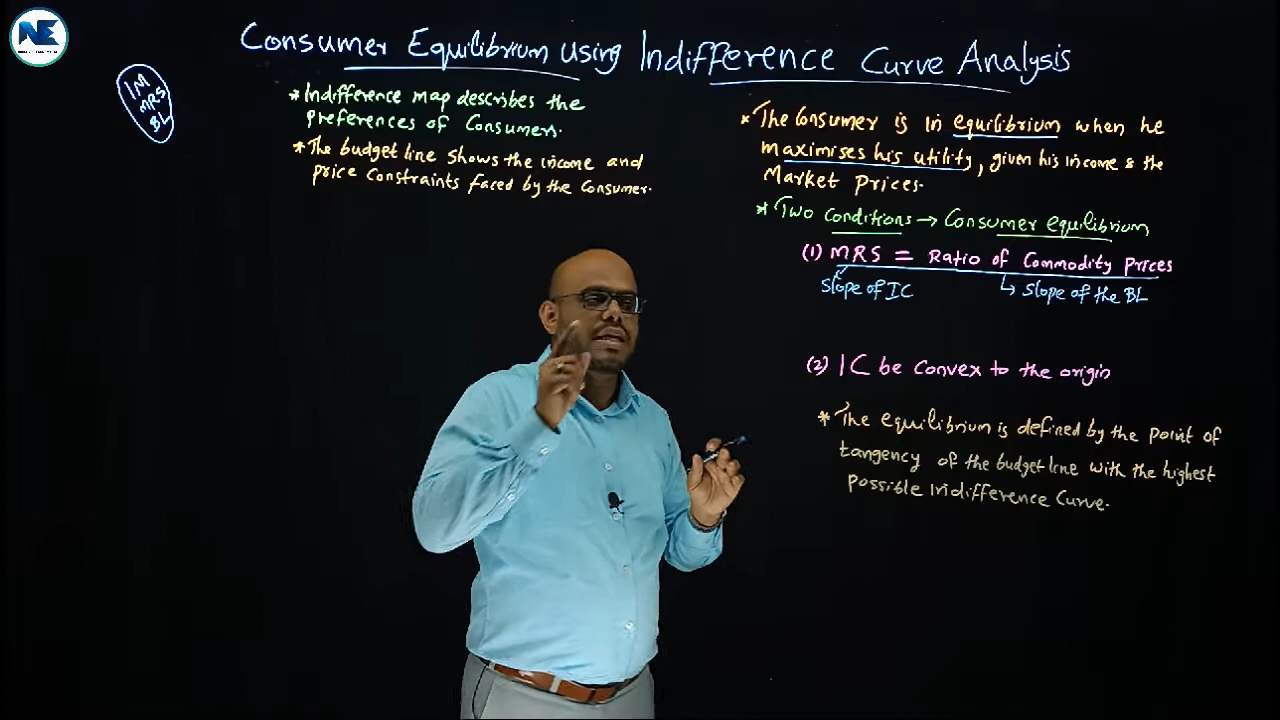 NE
Consumer Equilibrium using Indifference Curve Analysis
IM
MRS
BL
* Indifference map describes the
preferences of Consumers.
* The budget line shows the income and
price Constraints faced by the Consumer.
* The Consumer is in equilibrium when he
maximises his utility, given his income & the
Market Prices.
* Two Conditions → Consumer equilibrium
(1) MRS = Ratio of Commodity Prices
Slope of IC
↳ Slope of the BL
(2) IC be Convex to the origin
* The equilibrium is defined by the point of
tangency of the budget line with the highest
Possible Indifference Curve.